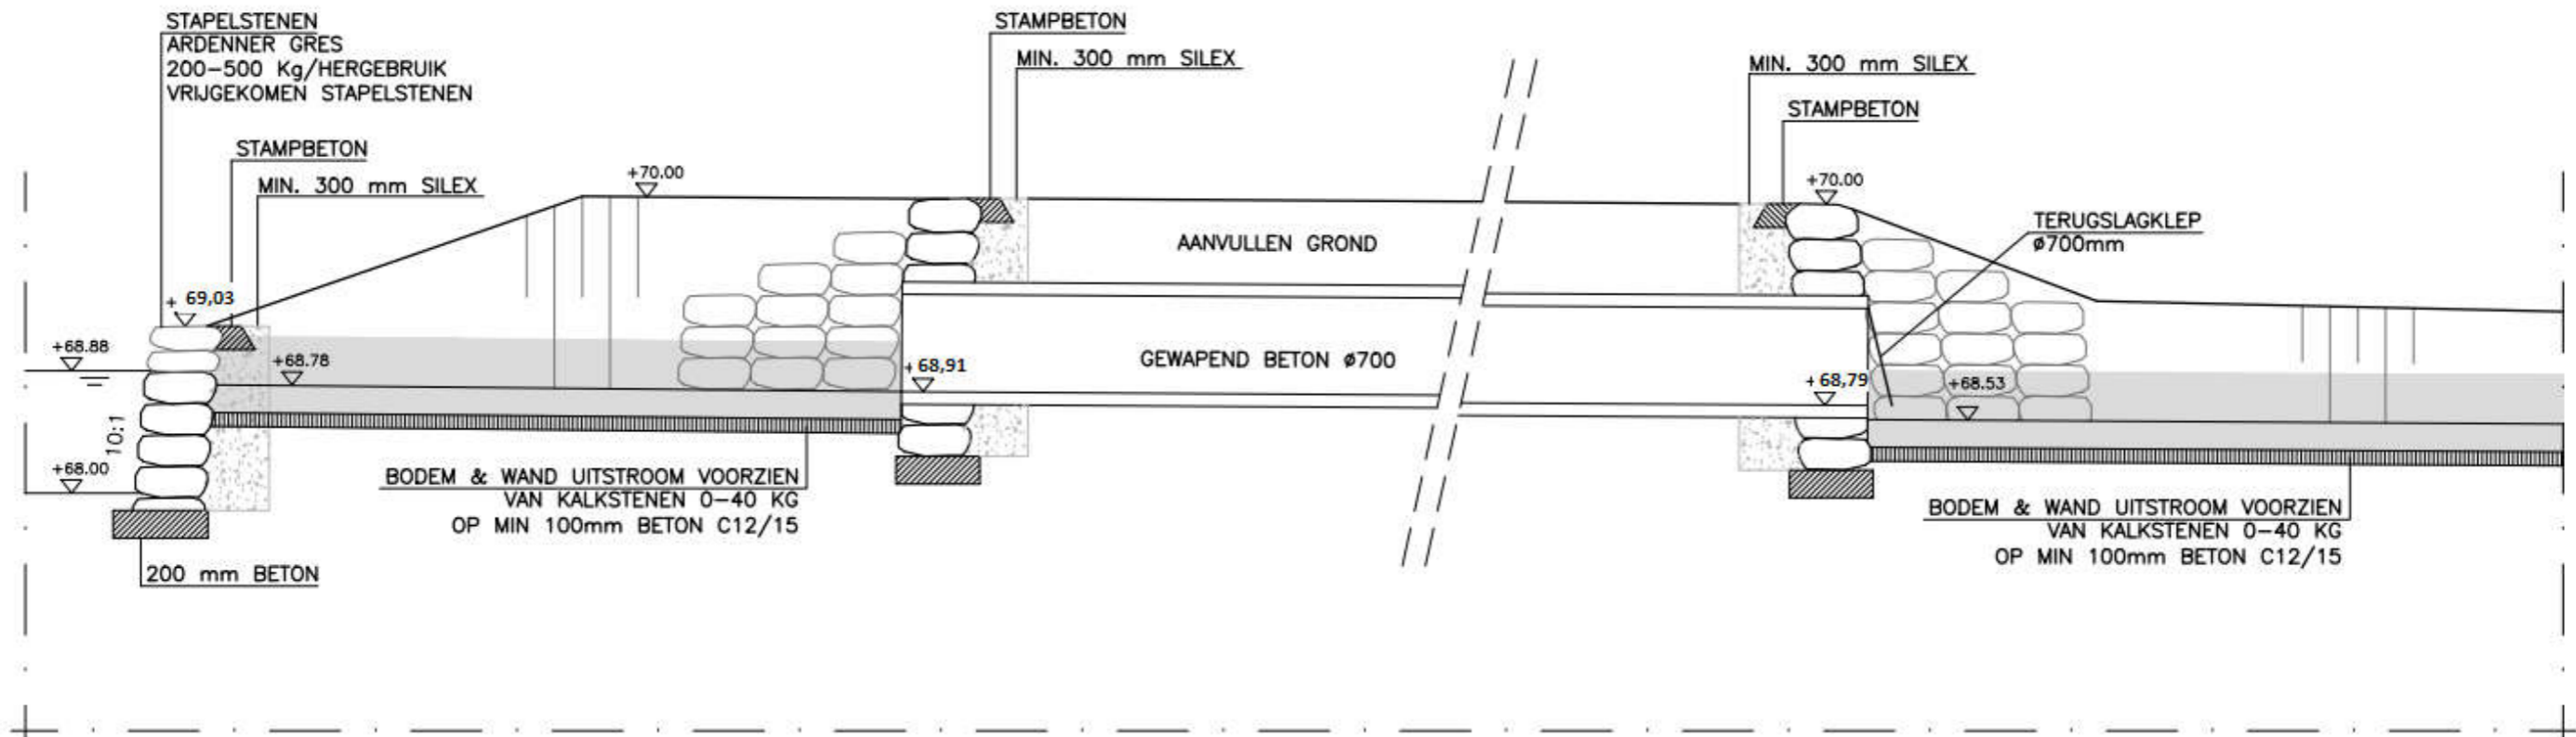 STAPELSTENEN
ARDENNER GRES
200-500 Kg/HERGEBRUIK
VRIJGEKOMEN STAPELSTENEN
STAMPBETON
MIN. 300 mm SILEX
STAMPBETON
MIN. 300 mm SILEX
MIN. 300 mm SILEX
STAMPBETON
+70.00
+70.00
TERUGSLAGKLEP
ø700mm
AANVULLEN GROND
+ 69,03
+68.88
+68.78
GEWAPEND BETON ø700
+ 68,91
+ 68,79
+68.53
10:1
+68.00
BODEM & WAND UITSTROOM VOORZIEN
VAN KALKSTENEN 0-40 KG
OP MIN 100mm BETON C12/15
BODEM & WAND UITSTROOM VOORZIEN
VAN KALKSTENEN 0-40 KG
OP MIN 100mm BETON C12/15
200 mm BETON